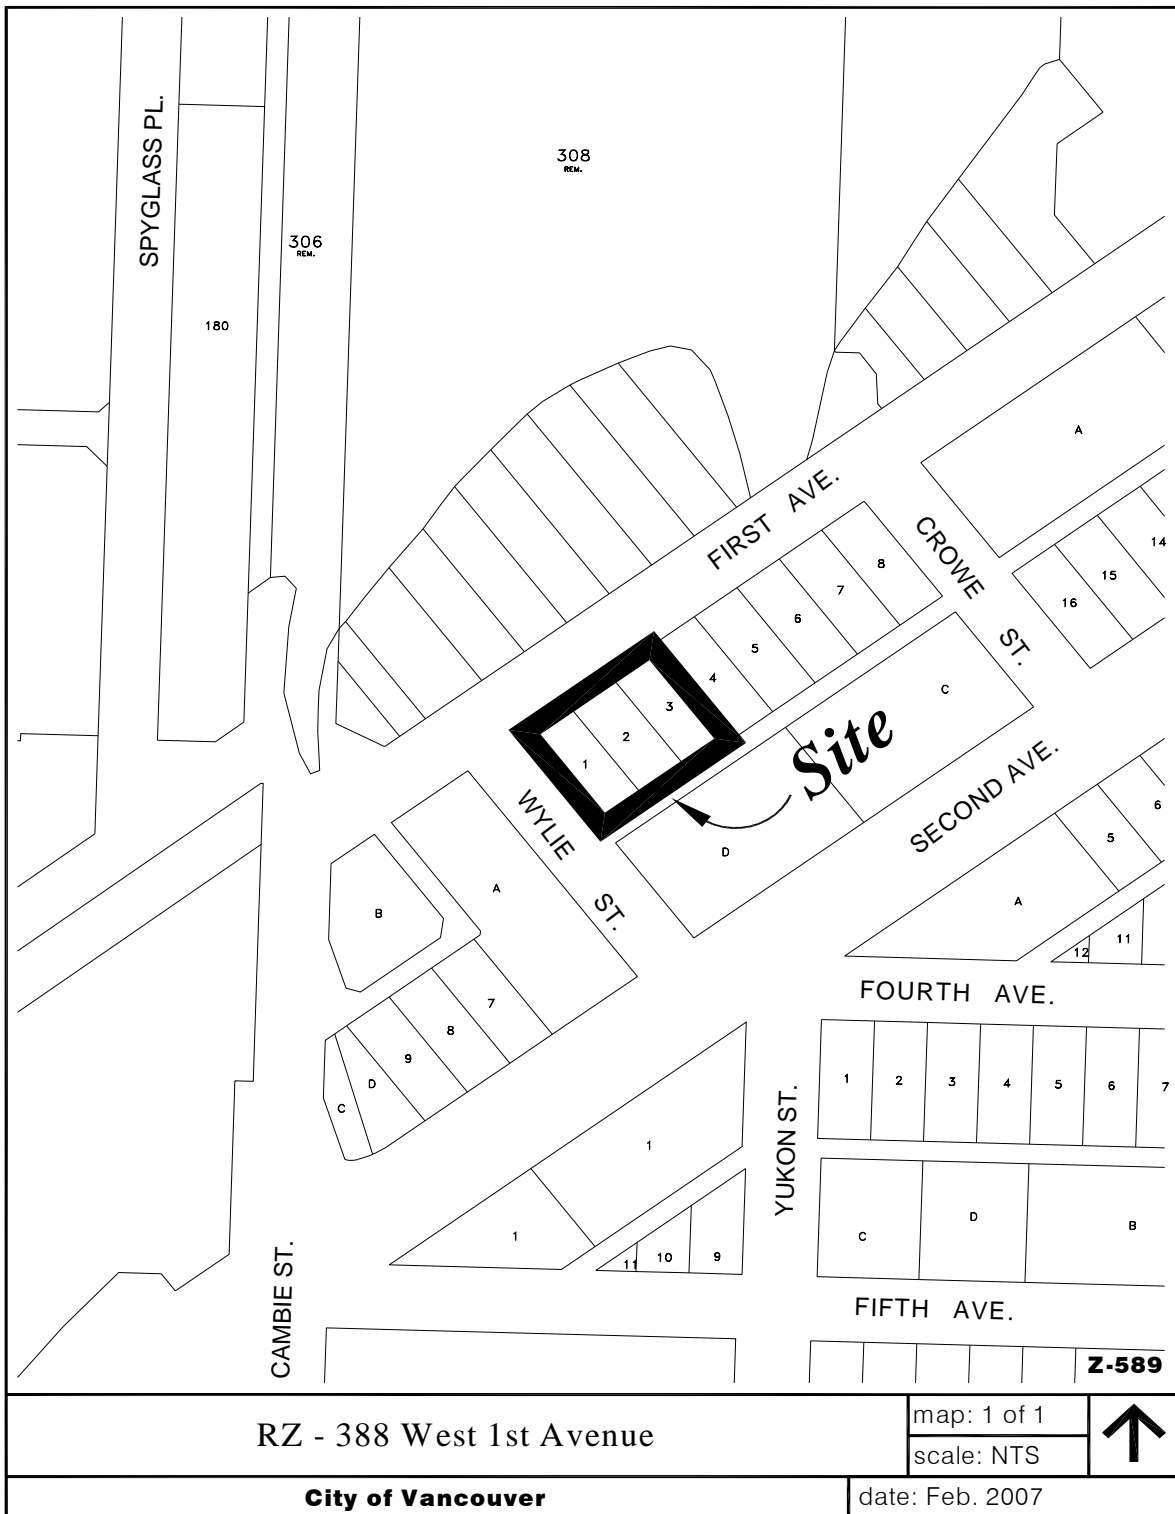 SPYGLASS PL.
308
REM.
306
REM.
180
A
FIRST AVE.
CROWE ST.
14
15
16
8
7
6
5
4
3
2
1
C
Site
WYLIE ST.
SECOND AVE.
D
6
5
A
12
11
A
B
7
8
9
D
C
FOURTH AVE.
1
2
3
4
5
6
7
YUKON ST.
1
1
11
10
9
C
D
B
CAMBIE ST.
FIFTH AVE.
Z-589
RZ - 388 West 1st Avenue
map: 1 of 1
scale: NTS
City of Vancouver
date: Feb. 2007